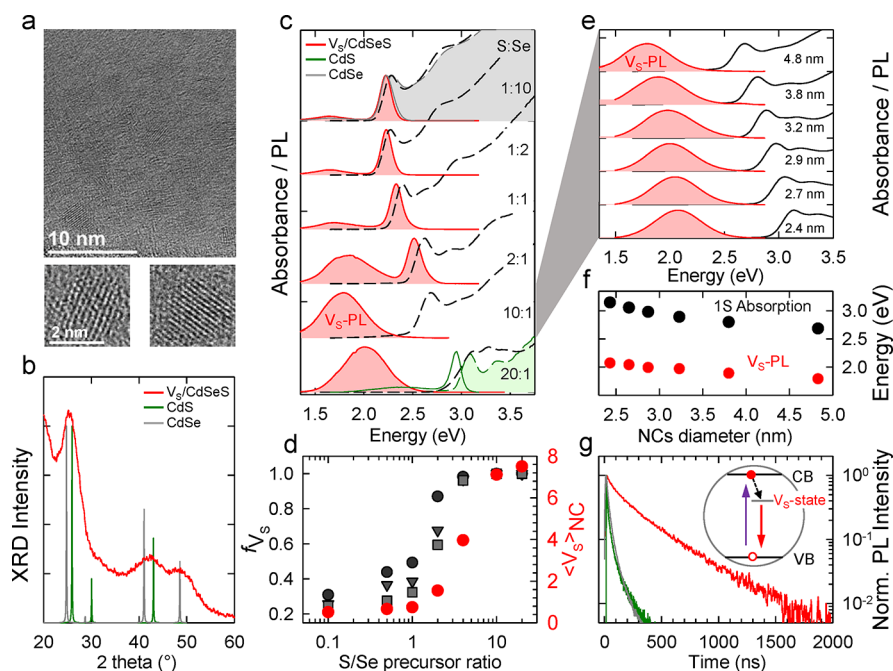 a
10 nm
2 nm
b
V_S/CdSeS
CdS
CdSe
XRD Intensity
20 30 40 50 60
2 theta (°)
c
V_S/CdSeS
CdS
CdSe
S:Se
1:10
1:2
1:1
2:1
10:1
20:1
V_S-PL
Absorbance / PL
1.5 2.0 2.5 3.0 3.5
Energy (eV)
d
1.0
0.8
0.6
0.4
0.2
f_V_S
8
6
4
2
0
<V_S>NC
0.1 1 10
S/Se precursor ratio
e
V_S-PL
4.8 nm
3.8 nm
3.2 nm
2.9 nm
2.7 nm
2.4 nm
Absorbance / PL
1.5 2.0 2.5 3.0 3.5
Energy (eV)
f
1S Absorption
V_S-PL
3.0
2.0
Energy (eV)
2.5 3.0 3.5 4.0 4.5 5.0
NCs diameter (nm)
g
CB
V_S-state
VB
10⁰
10⁻¹
10⁻²
Norm. PL Intensity
0 500 1000 1500 2000
Time (ns)